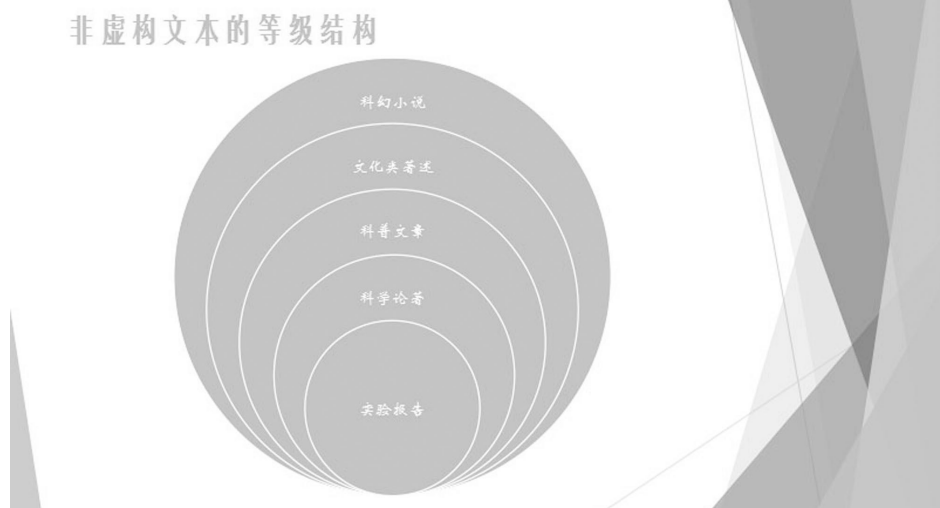 非虚构文本的等级结构
科幻小说
文化类著述
科普文章
科学论著
实验报告